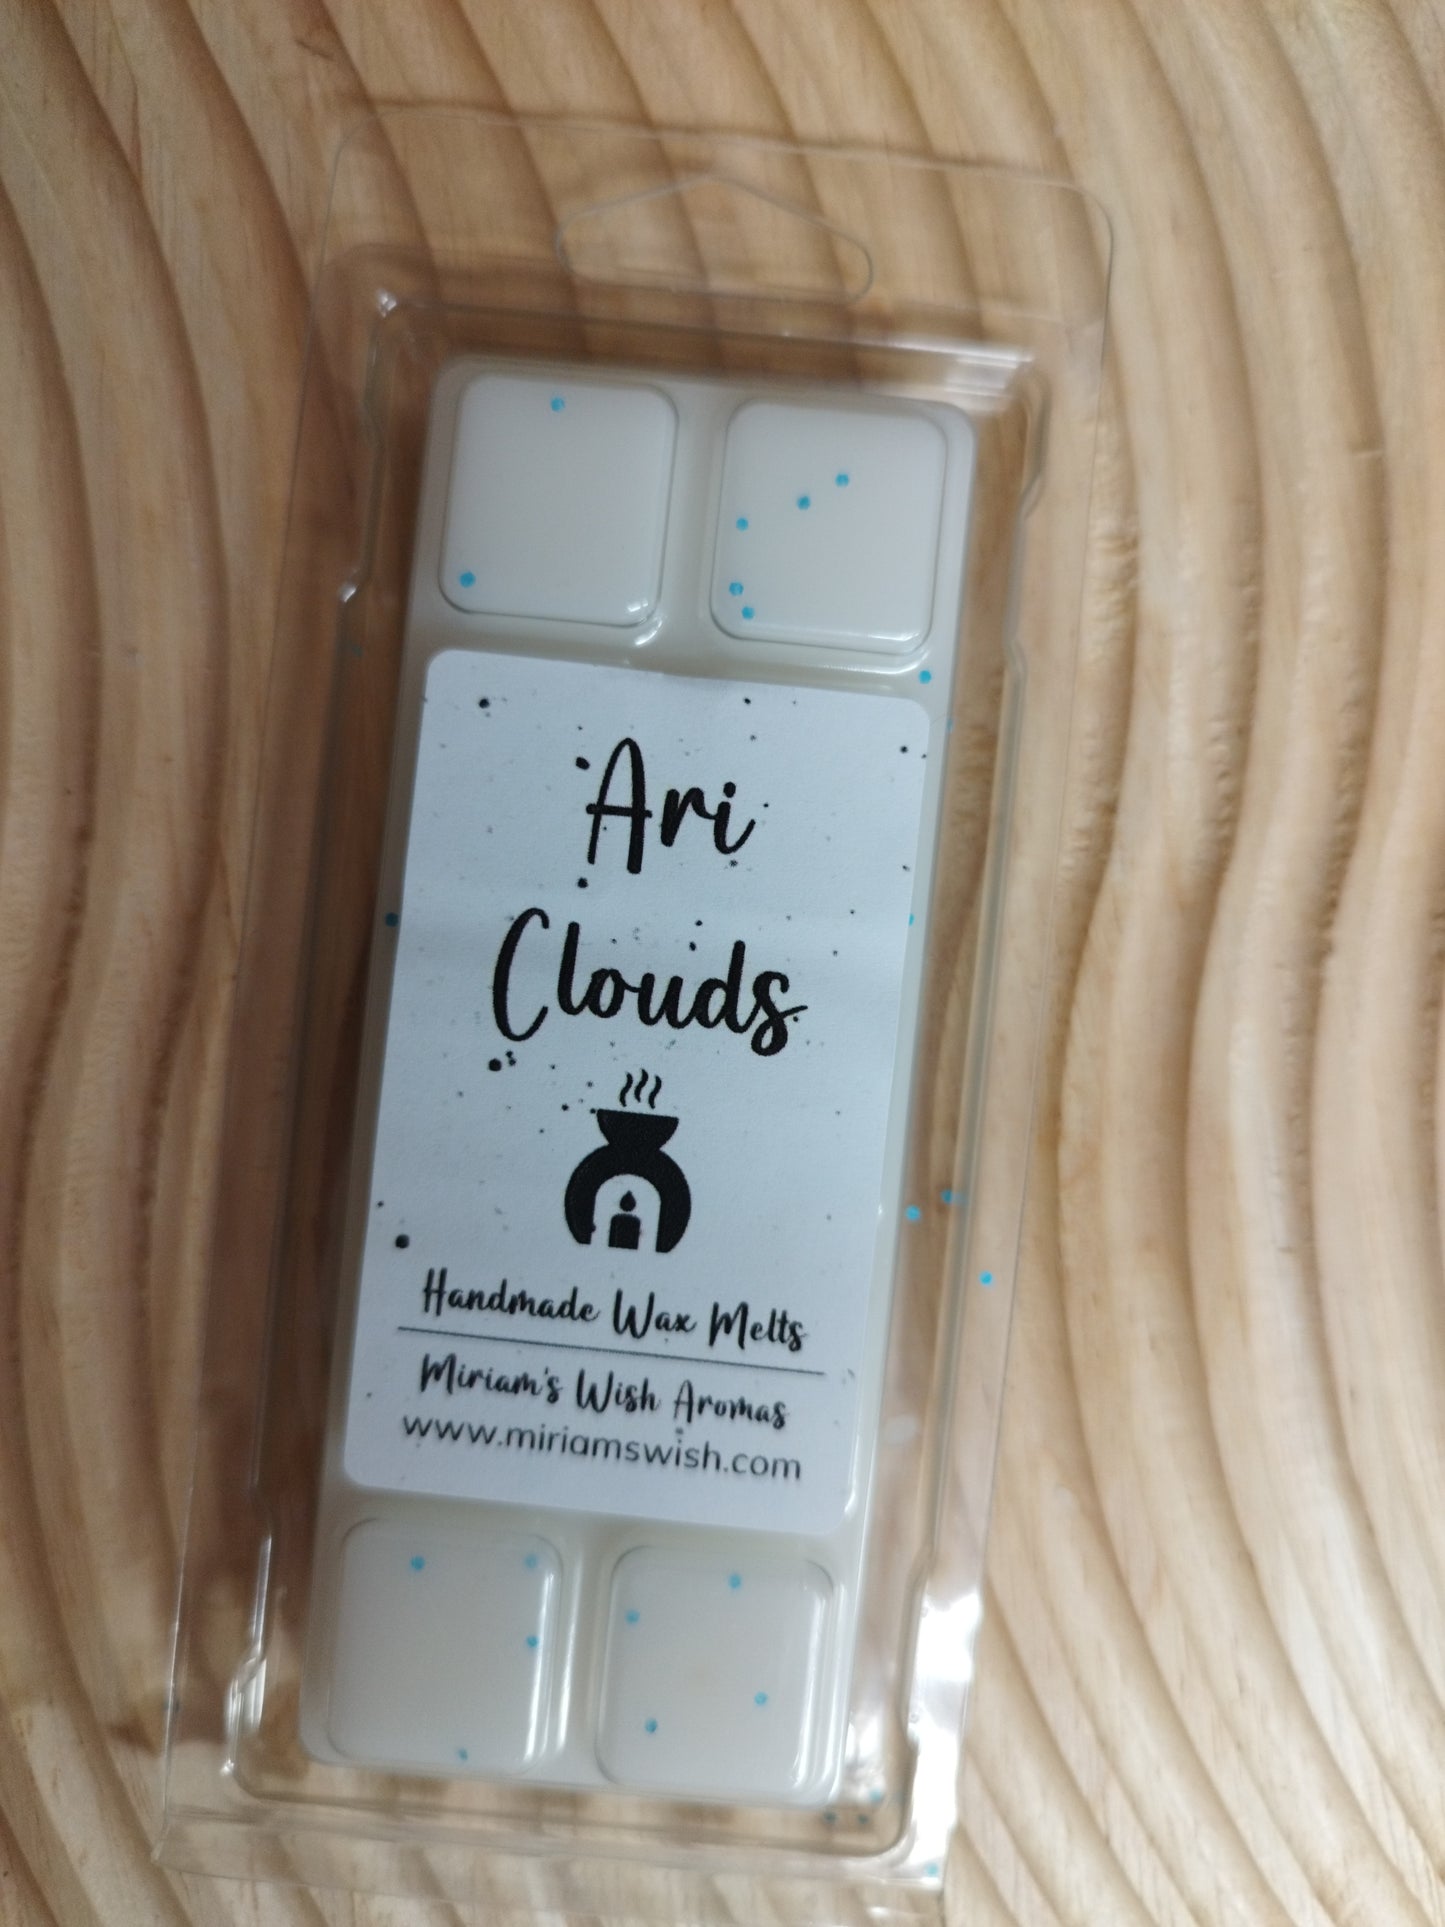 Ari
Clouds
Handmade Wax Melts
Miriam's Wish Aromas
www.miriamswish.com